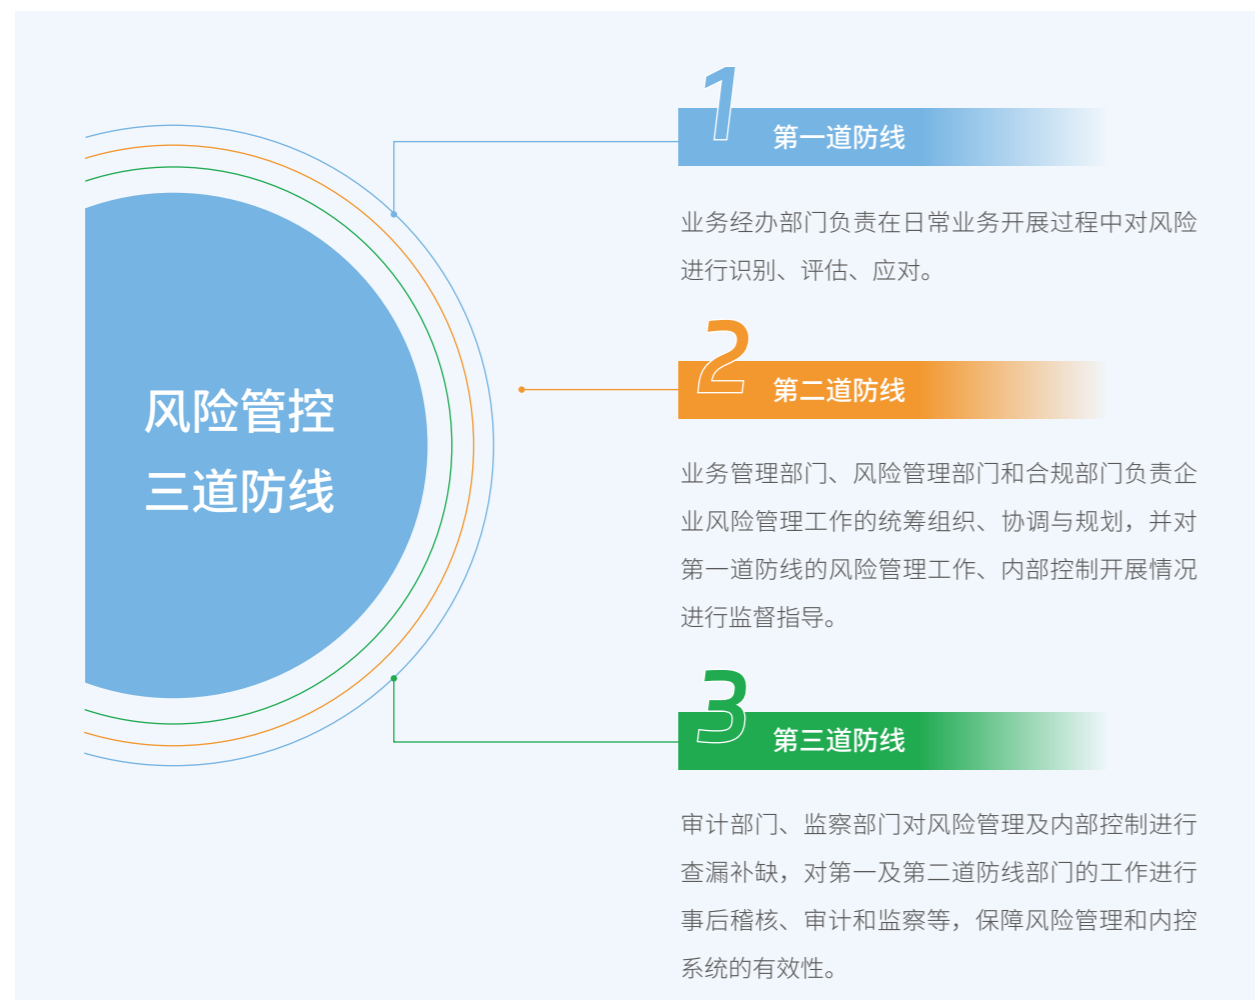 风险管控
三道防线
1
第一道防线
业务经办部门负责在日常业务开展过程中对风险
进行识别、评估、应对。
2
第二道防线
业务管理部门、风险管理部门和合规部门负责企
业风险管理工作的统筹组织、协调与规划，并对
第一道防线的风险管理工作、内部控制开展情况
进行监督指导。
3
第三道防线
审计部门、监察部门对风险管理及内部控制进行
查漏补缺，对第一及第二道防线部门的工作进行
事后稽核、审计和监察等，保障风险管理和内控
系统的有效性。